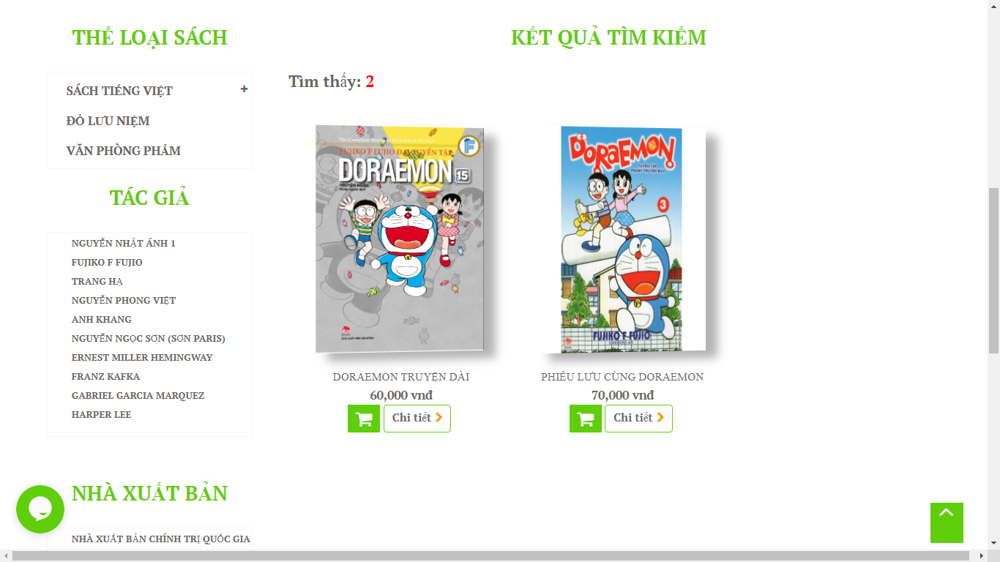 THỂ LOẠI SÁCH
SÁCH TIẾNG VIỆT
ĐỒ LƯU NIỆM
VĂN PHÒNG PHẨM
TÁC GIẢ
NGUYỄN NHẬT ÁNH 1
FUJIKO F FUJIO
TRANG HẠ
NGUYỄN PHONG VIỆT
ANH KHANG
NGUYỄN NGỌC SƠN (SƠN PARIS)
ERNEST MILLER HEMINGWAY
FRANZ KAFKA
GABRIEL GARCIA MARQUEZ
HARPER LEE
NHÀ XUẤT BẢN
NHÀ XUẤT BẢN CHÍNH TRỊ QUỐC GIA
KẾT QUẢ TÌM KIẾM
Tìm thấy: 2
The Complete Works of FUJIKO F FUJIO
FUJIKO F FUJIO ĐẠI TUYỂN TẬP
DORAEMON 15
TRUYỆN NGẮN
DORAEMON TRUYỆN DÀI
60,000 vnđ
Chi tiết
DORAEMON
TUYỂN TẬP
TRANH TRUYỆN MÀU
3
FUJIKO F FUJIO
PHIÊU LƯU CÙNG DORAEMON
70,000 vnđ
Chi tiết